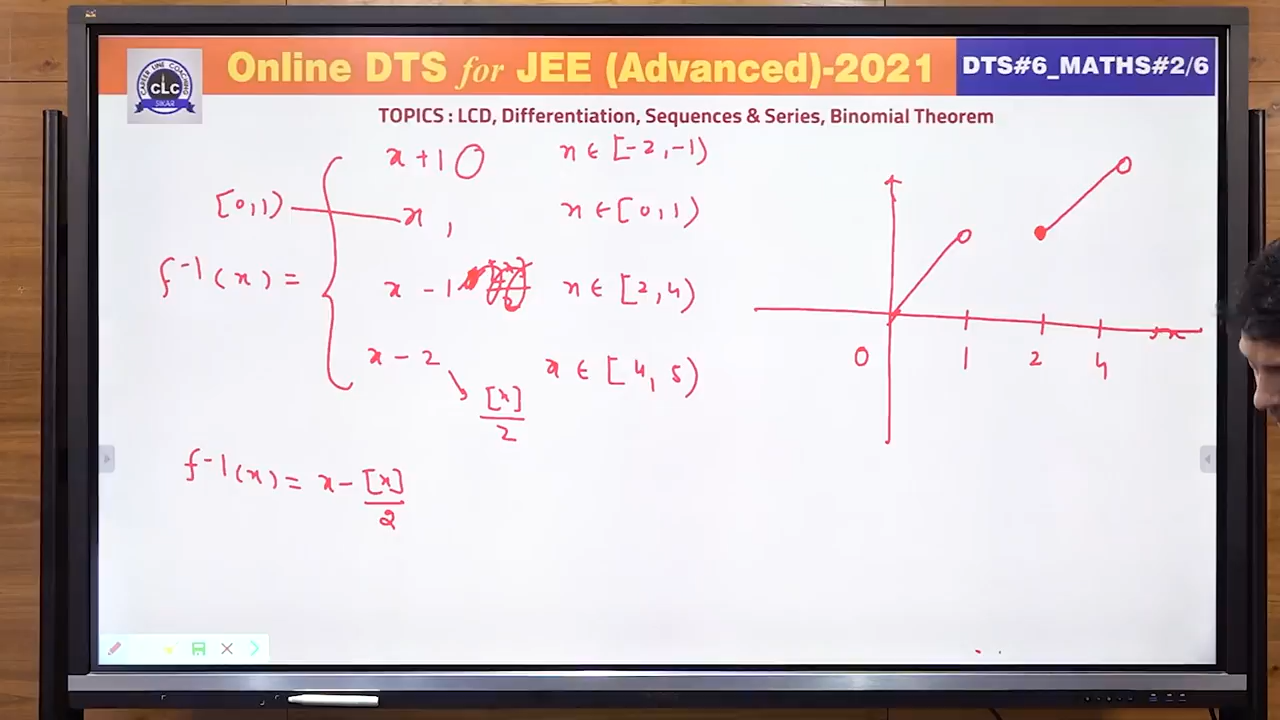 CAREER LINE COACHING
CLC
SIKAR
Online DTS for JEE (Advanced)-2021
DTS#6_MATHS#2/6
TOPICS : LCD, Differentiation, Sequences & Series, Binomial Theorem
x + 1 x ∈ [-2, -1)
[0,1) x , x ∈ [0, 1)
f⁻¹(x) = x - 1 x ∈ [2, 4)
x - 2 x ∈ [4, 5)
[x]/2
f⁻¹(x) = x - [x]/2
0 1 2 4
x